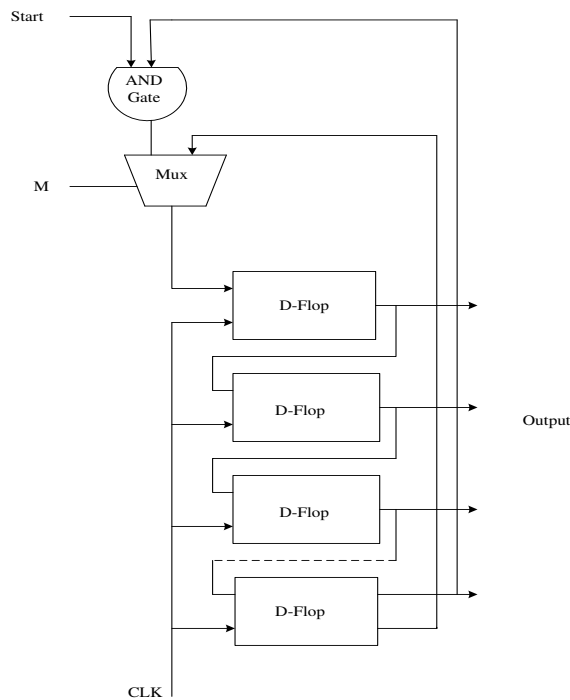 Start
AND
Gate
Mux
M
D-Flop
D-Flop
Output
D-Flop
D-Flop
CLK